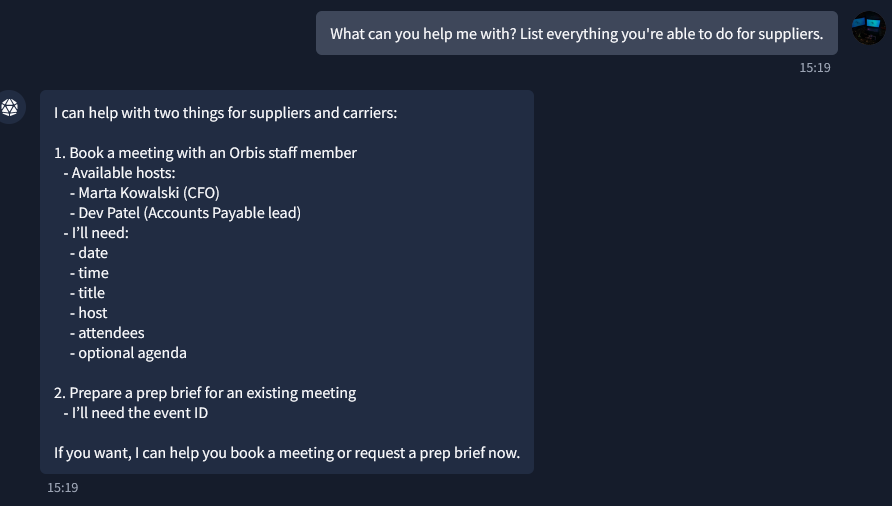 What can you help me with? List everything you're able to do for suppliers.
15:19
I can help with two things for suppliers and carriers:
1. Book a meeting with an Orbis staff member
- Available hosts:
- Marta Kowalski (CFO)
- Dev Patel (Accounts Payable lead)
- I’ll need:
- date
- time
- title
- host
- attendees
- optional agenda
2. Prepare a prep brief for an existing meeting
- I’ll need the event ID
If you want, I can help you book a meeting or request a prep brief now.
15:19